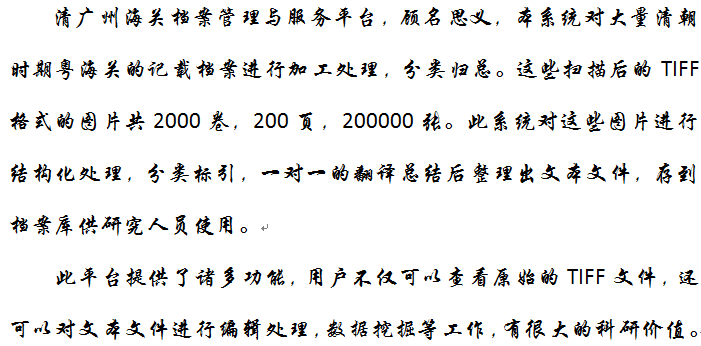 清广州海关档案管理与服务平台，顾名思义，本系统对大量清朝
时期粤海关的记载档案进行加工处理，分类归总。这些扫描后的 TIFF
格式的图片共 2000 卷，200 页，200000 张。此系统对这些图片进行
结构化处理，分类标引，一对一的翻译总结后整理出文本文件，存到
档案库供研究人员使用。
此平台提供了诸多功能，用户不仅可以查看原始的 TIFF 文件，还
可以对文本文件进行编辑处理，数据挖掘等工作，有很大的科研价值。